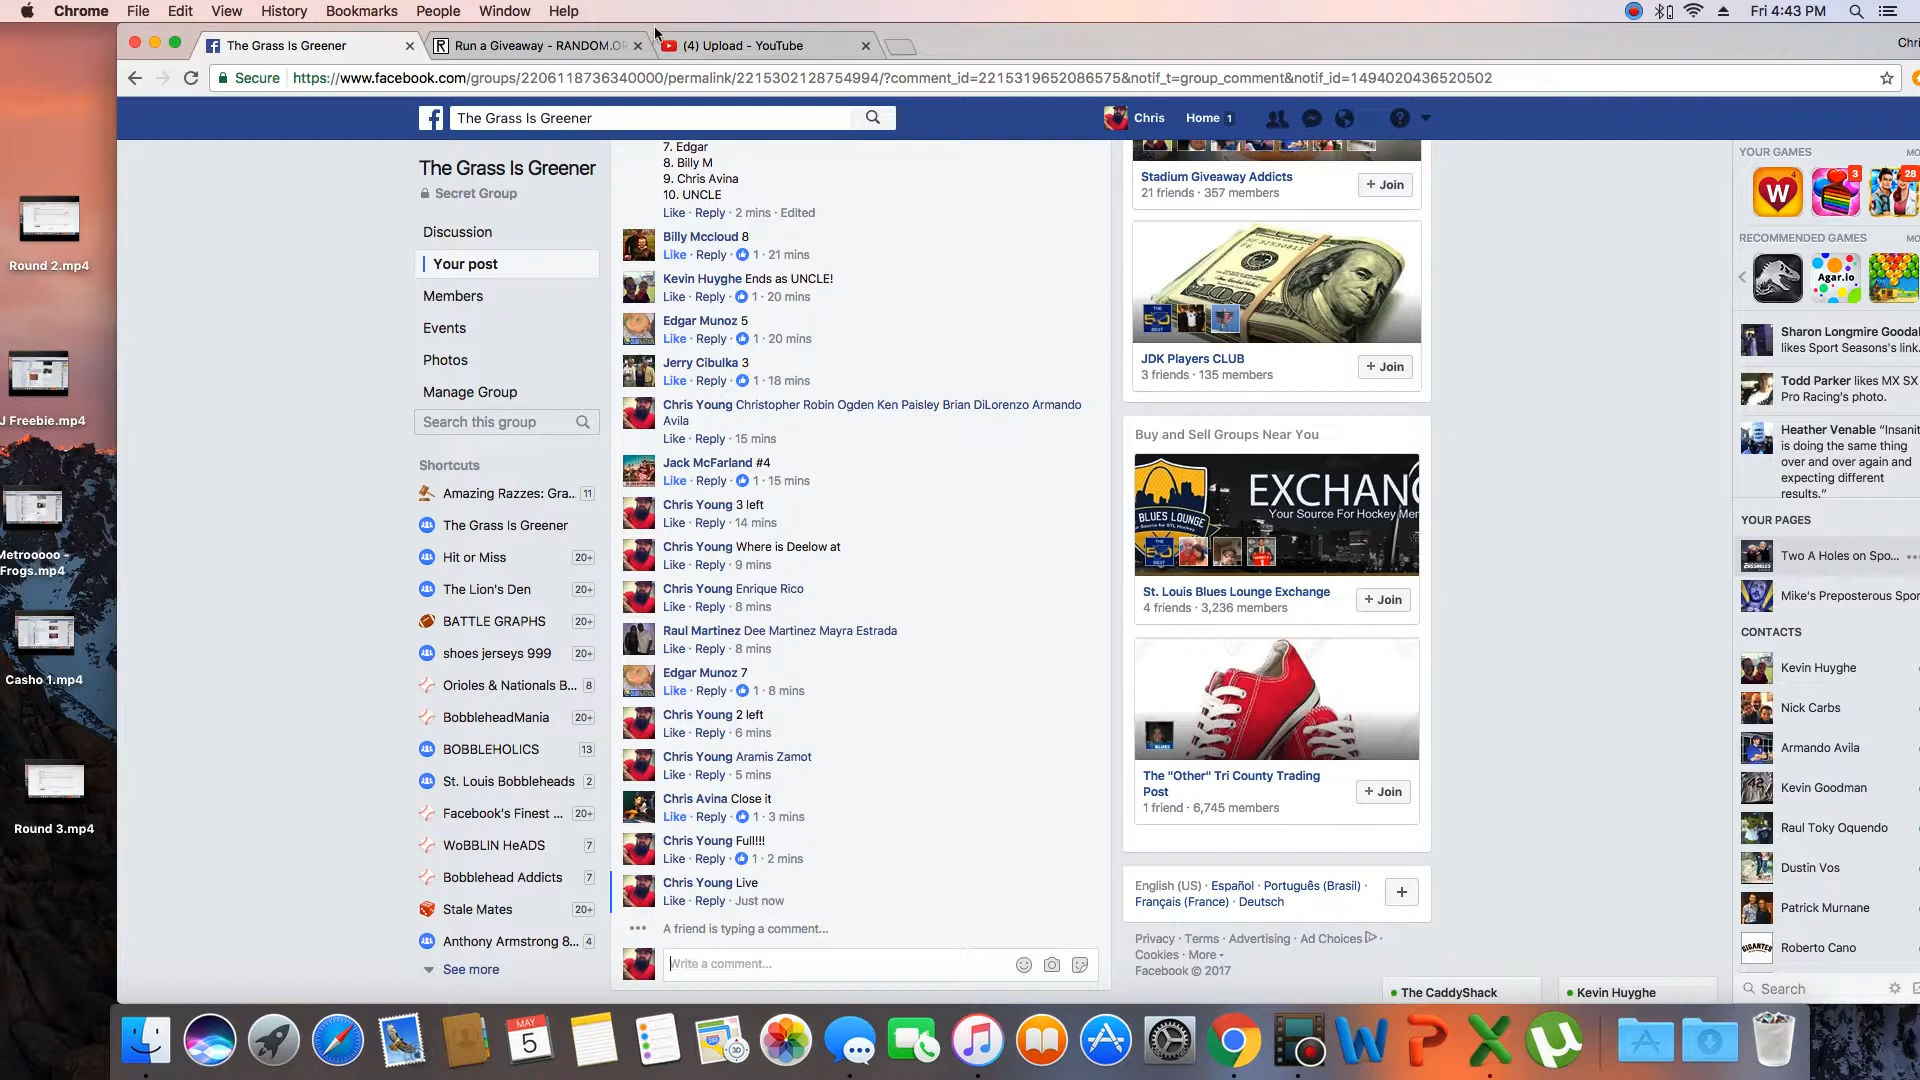 Chrome File Edit View History Bookmarks People Window Help
Fri 4:43 PM
The Grass Is Greener
Run a Giveaway - RANDOM.OR
(4) Upload - YouTube
Chri
Secure https://www.facebook.com/groups/2206118736340000/permalink/2215302128754994/?comment_id=2215319652086575&notif_t=group_comment&notif_id=1494020436520502
The Grass Is Greener
Chris Home 1
Round 2.mp4
J Freebie.mp4
Metrooooo -
Frogs.mp4
Casho 1.mp4
Round 3.mp4
The Grass Is Greener
Secret Group
Discussion
Your post
Members
Events
Photos
Manage Group
Search this group
Shortcuts
Amazing Razzes: Gra... 11
The Grass Is Greener
Hit or Miss 20+
The Lion's Den 20+
BATTLE GRAPHS 20+
shoes jerseys 999 20+
Orioles & Nationals B... 8
BobbleheadMania 20+
BOBBLEHOLICS 13
St. Louis Bobbleheads 2
Facebook's Finest ... 20+
WoBBLIN HeADS 7
Bobblehead Addicts 7
Stale Mates 20+
Anthony Armstrong 8... 4
See more
7. Edgar
8. Billy M
9. Chris Avina
10. UNCLE
Like · Reply · 2 mins · Edited
Billy Mccloud 8
Like · Reply · 1 · 21 mins
Kevin Huyghe Ends as UNCLE!
Like · Reply · 1 · 20 mins
Edgar Munoz 5
Like · Reply · 1 · 20 mins
Jerry Cibulka 3
Like · Reply · 1 · 18 mins
Chris Young Christopher Robin Ogden Ken Paisley Brian DiLorenzo Armando
Avila
Like · Reply · 15 mins
Jack McFarland #4
Like · Reply · 1 · 15 mins
Chris Young 3 left
Like · Reply · 14 mins
Chris Young Where is Deelow at
Like · Reply · 9 mins
Chris Young Enrique Rico
Like · Reply · 8 mins
Raul Martinez Dee Martinez Mayra Estrada
Like · Reply · 8 mins
Edgar Munoz 7
Like · Reply · 1 · 8 mins
Chris Young 2 left
Like · Reply · 6 mins
Chris Young Aramis Zamot
Like · Reply · 5 mins
Chris Avina Close it
Like · Reply · 1 · 3 mins
Chris Young Full!!!
Like · Reply · 1 · 2 mins
Chris Young Live
Like · Reply · Just now
A friend is typing a comment...
Write a comment...
Stadium Giveaway Addicts
21 friends · 357 members
+ Join
JDK Players CLUB
3 friends · 135 members
+ Join
Buy and Sell Groups Near You
BLUES LOUNGE
EXCHANG
Your Source For Hockey Mem
St. Louis Blues Lounge Exchange
4 friends · 3,236 members
+ Join
The "Other" Tri County Trading
Post
1 friend · 6,745 members
+ Join
English (US) · Español · Português (Brasil) ·
Français (France) · Deutsch
Privacy · Terms · Advertising · Ad Choices ·
Cookies · More
Facebook © 2017
YOUR GAMES MO
3 28
RECOMMENDED GAMES MO
Agar.io
Sharon Longmire Gooda
likes Sport Seasons's link.
Todd Parker likes MX SX
Pro Racing's photo.
Heather Venable “Insanit
is doing the same thing
over and over again and
expecting different
results.”
YOUR PAGES
Two A Holes on Spo...
Mike's Preposterous Spor
CONTACTS
Kevin Huyghe
Nick Carbs
Armando Avila
Kevin Goodman
Raul Toky Oquendo
Dustin Vos
Patrick Murnane
Roberto Cano
Search
The CaddyShack
Kevin Huyghe
MAY
5